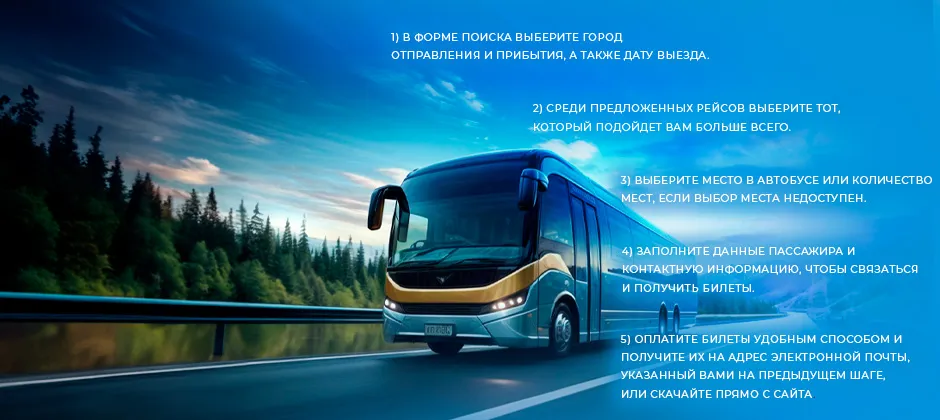 1) В ФОРМЕ ПОИСКА ВЫБЕРИТЕ ГОРОД
ОТПРАВЛЕНИЯ И ПРИБЫТИЯ, А ТАКЖЕ ДАТУ ВЫЕЗДА.
2) СРЕДИ ПРЕДЛОЖЕННЫХ РЕЙСОВ ВЫБЕРИТЕ ТОТ,
КОТОРЫЙ ПОДОЙДЕТ ВАМ БОЛЬШЕ ВСЕГО.
3) ВЫБЕРИТЕ МЕСТО В АВТОБУСЕ ИЛИ КОЛИЧЕСТВО
МЕСТ, ЕСЛИ ВЫБОР МЕСТА НЕДОСТУПЕН.
4) ЗАПОЛНИТЕ ДАННЫЕ ПАССАЖИРА И
КОНТАКТНУЮ ИНФОРМАЦИЮ, ЧТОБЫ СВЯЗАТЬСЯ
И ПОЛУЧИТЬ БИЛЕТЫ.
5) ОПЛАТИТЕ БИЛЕТЫ УДОБНЫМ СПОСОБОМ И
ПОЛУЧИТЕ ИХ НА АДРЕС ЭЛЕКТРОННОЙ ПОЧТЫ,
УКАЗАННЫЙ ВАМИ НА ПРЕДЫДУЩЕМ ШАГЕ,
ИЛИ СКАЧАЙТЕ ПРЯМО С САЙТА